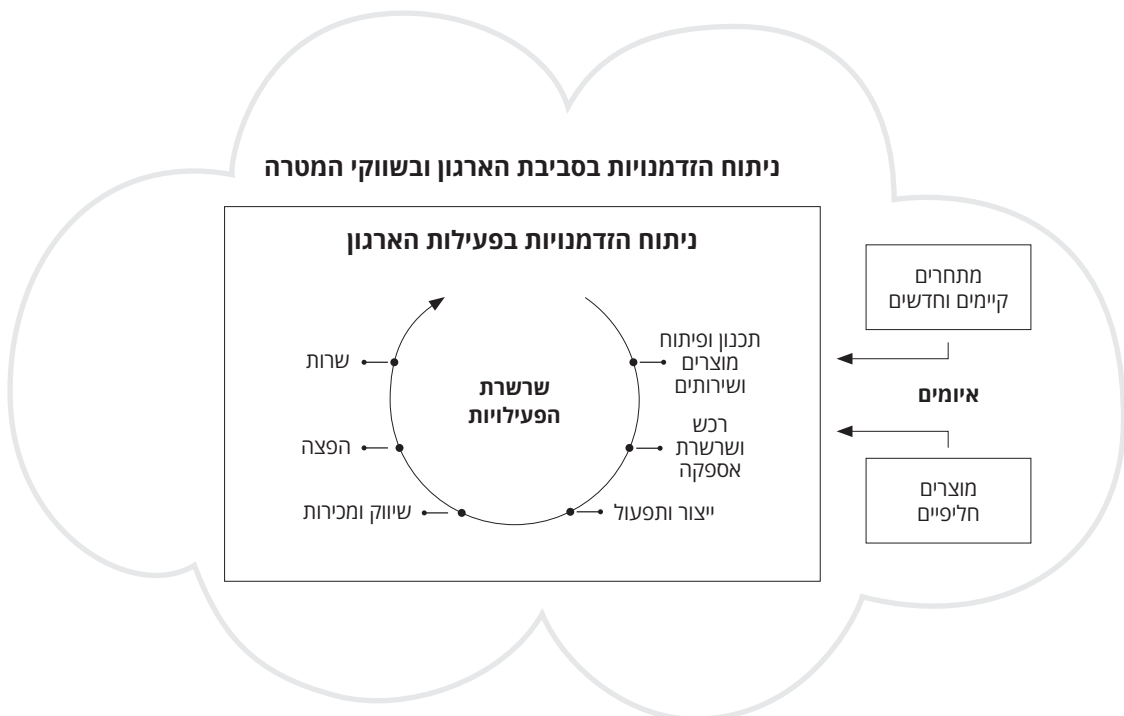 ניתוח הזדמנויות בסביבת הארגון ובשווקי המטרה
ניתוח הזדמנויות בפעילות הארגון
שרשרת
הפעילויות
תכנון ופיתוח
מוצרים
ושירותים
רכש
ושרשרת
אספקה
ייצור ותפעול
שיווק ומכירות
הפצה
שרות
מתחרים
קיימים וחדשים
איומים
מוצרים
חליפיים